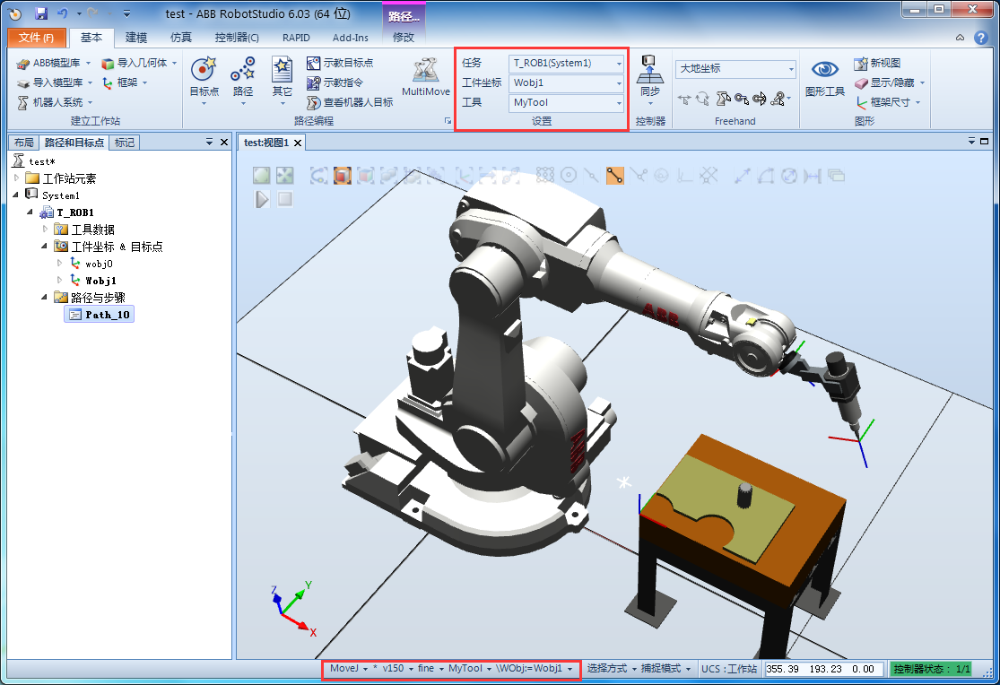 test - ABB RobotStudio 6.03 (64 位)
路径...
文件(F) 基本 建模 仿真 控制器(C) RAPID Add-Ins 修改
ABB模型库 导入几何体
导入模型库 框架
机器人系统
建立工作站
目标点 路径 其它
示教目标点
示教指令
查看机器人目标
MultiMove
路径编程
任务 T_ROB1(System1)
工件坐标 Wobj1
工具 MyTool
设置
同步
控制器
大地坐标
Freehand
图形工具
新视图
显示/隐藏
框架尺寸
图形
布局 路径和目标点 标记
test:视图1
test*
工作站元素
System1
T_ROB1
工具数据
工件坐标 & 目标点
wobj0
Wobj1
路径与步骤
Path_10
ABB
ABB
Z
Y
X
MoveJ * v150 fine MyTool \WObj:=Wobj1 选择方式 捕捉模式 UCS :工作站 355.39 193.23 0.00 控制器状态： 1/1